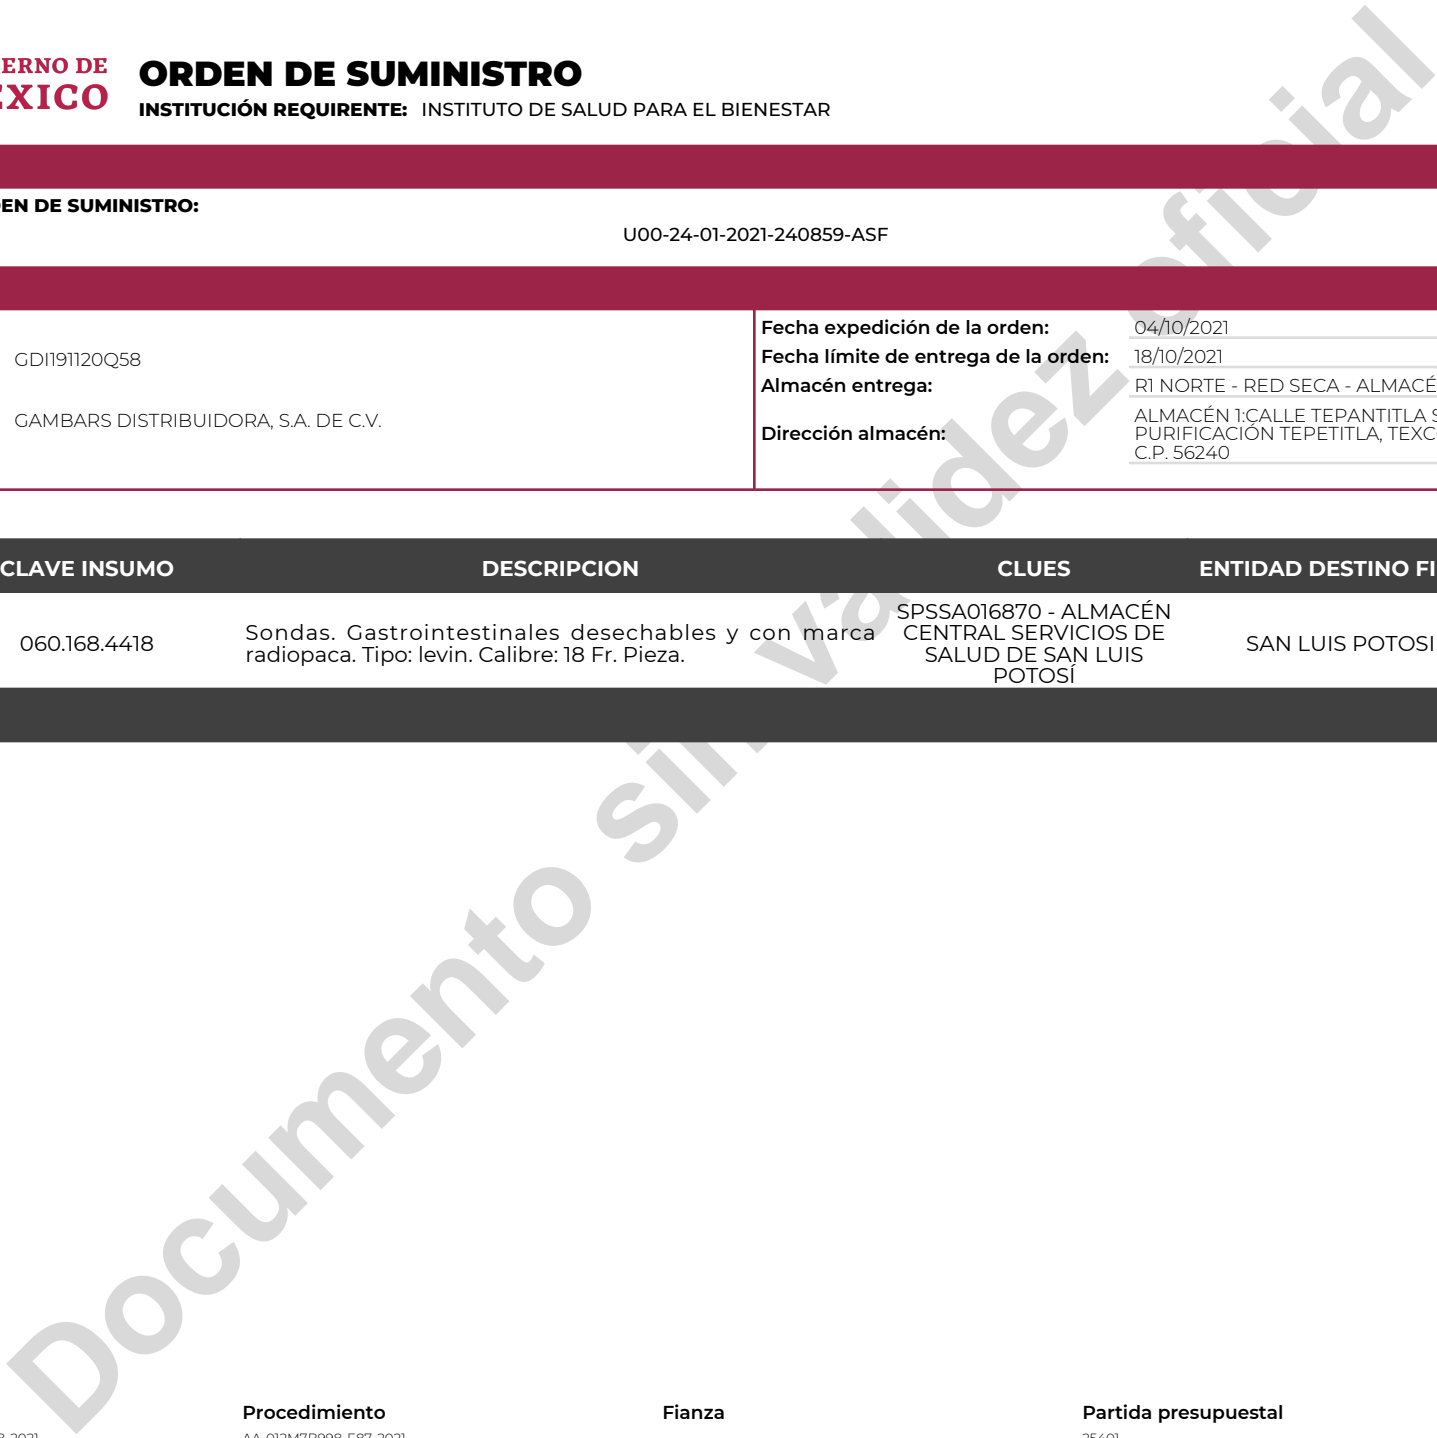 ERNO DE
EXICO
ORDEN DE SUMINISTRO
INSTITUCIÓN REQUIRENTE: INSTITUTO DE SALUD PARA EL BIENESTAR
EN DE SUMINISTRO:
U00-24-01-2021-240859-ASF
GDI191120Q58
GAMBARS DISTRIBUIDORA, S.A. DE C.V.
Fecha expedición de la orden: 04/10/2021
Fecha límite de entrega de la orden: 18/10/2021
Almacén entrega: R1 NORTE - RED SECA - ALMACÉ
Dirección almacén: ALMACÉN 1:CALLE TEPANTITLA S
PURIFICACIÓN TEPETITLA, TEXC
C.P. 56240
CLAVE INSUMO DESCRIPCION CLUES ENTIDAD DESTINO FI
060.168.4418
Sondas. Gastrointestinales desechables y con marca
radiopaca. Tipo: levin. Calibre: 18 Fr. Pieza.
SPSSA016870 - ALMACÉN
CENTRAL SERVICIOS DE
SALUD DE SAN LUIS
POTOSÍ
SAN LUIS POTOSI
Documento sin validez oficial
Procedimiento Fianza Partida presupuestal